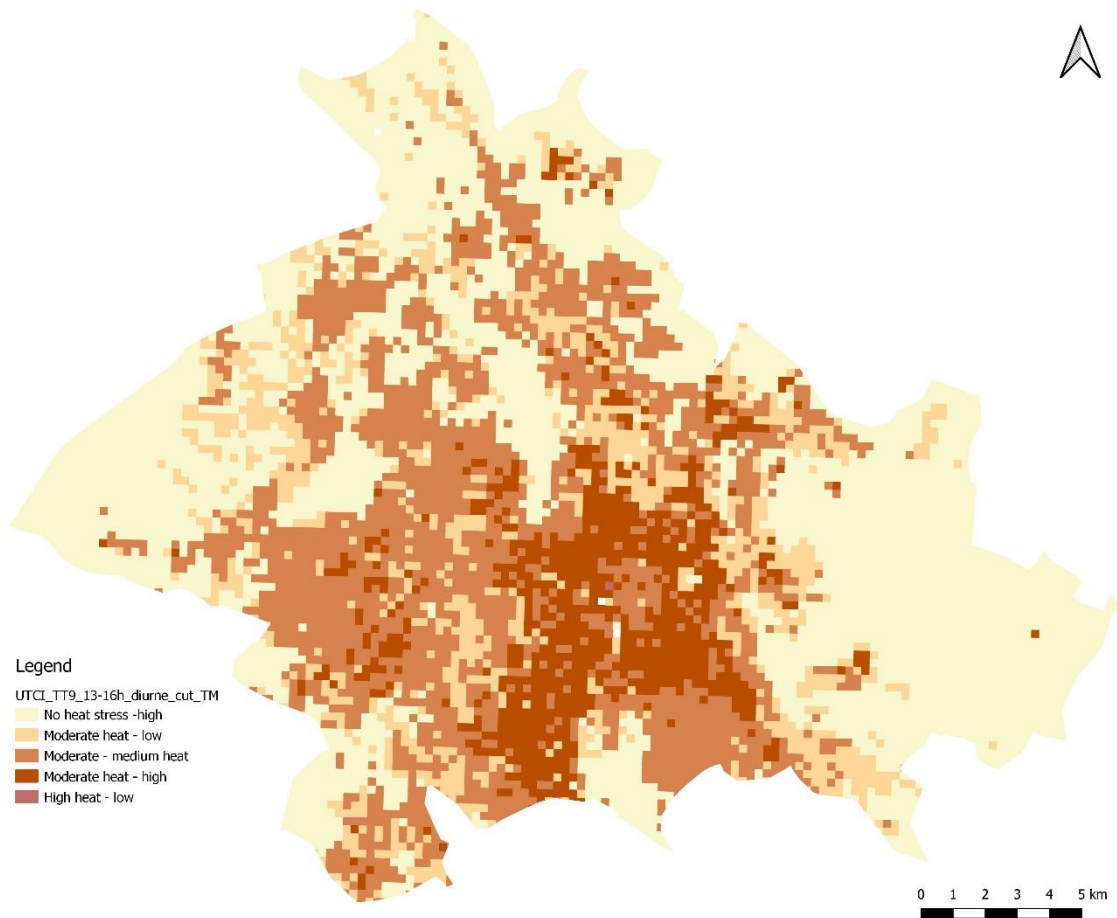 Legend
UTCI_TT9_13-16h_diurne_cut_TM
No heat stress -high
Moderate heat - low
Moderate - medium heat
Moderate heat - high
High heat - low
0 1 2 3 4 5 km